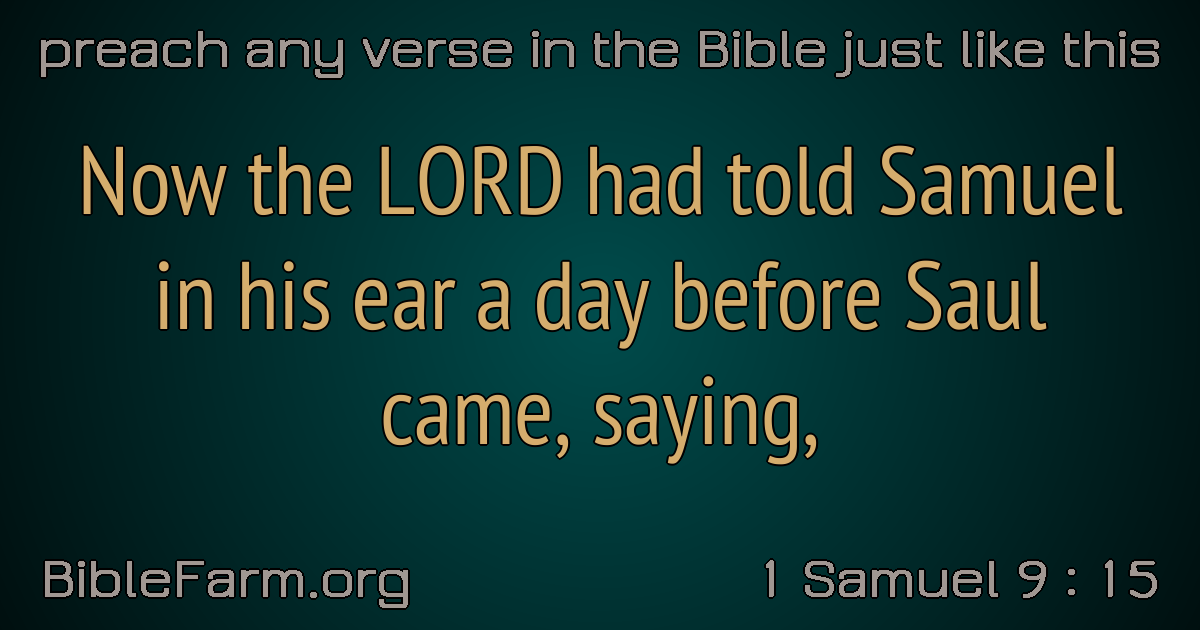 preach any verse in the Bible just like this
Now the LORD had told Samuel
in his ear a day before Saul
came, saying,
BibleFarm.org
1 Samuel 9 : 15